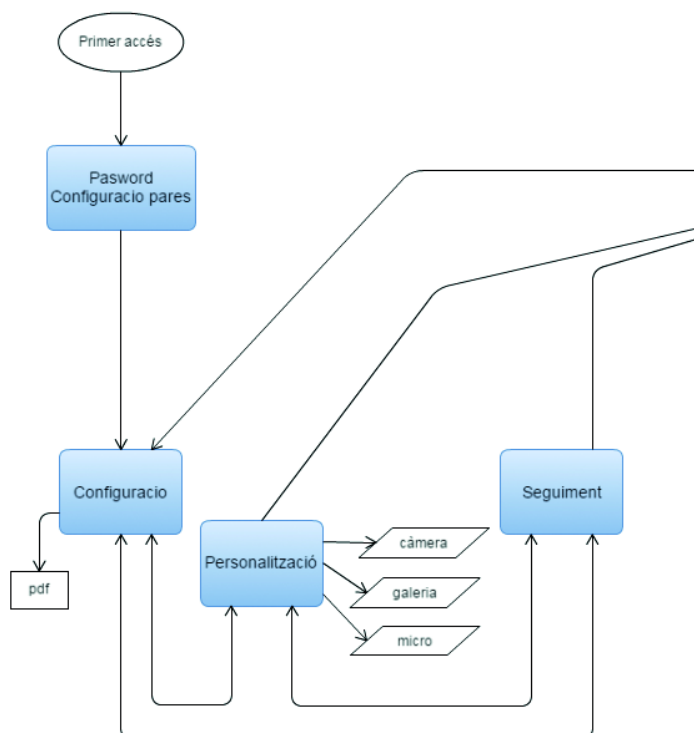 Primer accés
Pasword
Configuracio pares
Configuracio
Seguiment
Personalització
càmera
galeria
micro
pdf